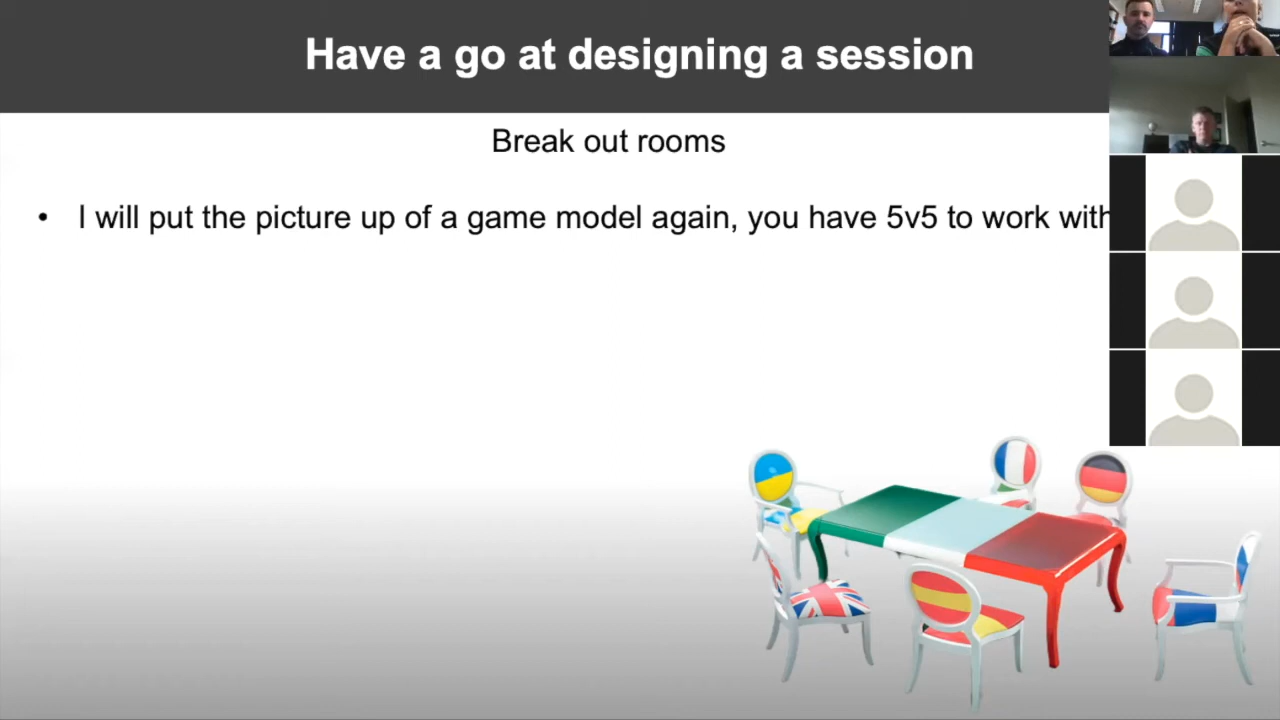 Have a go at designing a session
Break out rooms
• I will put the picture up of a game model again, you have 5v5 to work with